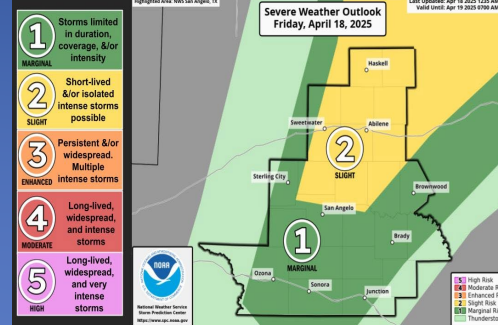 Highlighted Area: NWS San Angelo, TX
Severe Weather Outlook
Friday, April 18, 2025
Last Updated: Apr 18 2025 1235 AM
Valid Until: Apr 19 2025 0700 AM
1
MARGINAL
Storms limited
in duration,
coverage, &/or
intensity
2
SLIGHT
Short-lived
&/or isolated
intense storms
possible
3
ENHANCED
Persistent &/or
widespread.
Multiple
intense storms
4
MODERATE
Long-lived,
widespread,
and intense
storms
5
HIGH
Long-lived,
widespread,
and very
intense
storms
Haskell
Sweetwater
Abilene
2
SLIGHT
Sterling City
Brownwood
San Angelo
1
MARGINAL
Brady
Ozona
Sonora
Junction
NOAA
National Weather Service
Storm Prediction Center
https://www.spc.noaa.gov
5 High Risk
4 Moderate R
3 Enhanced R
2 Slight Risk
1 Marginal Ri
Thundersto